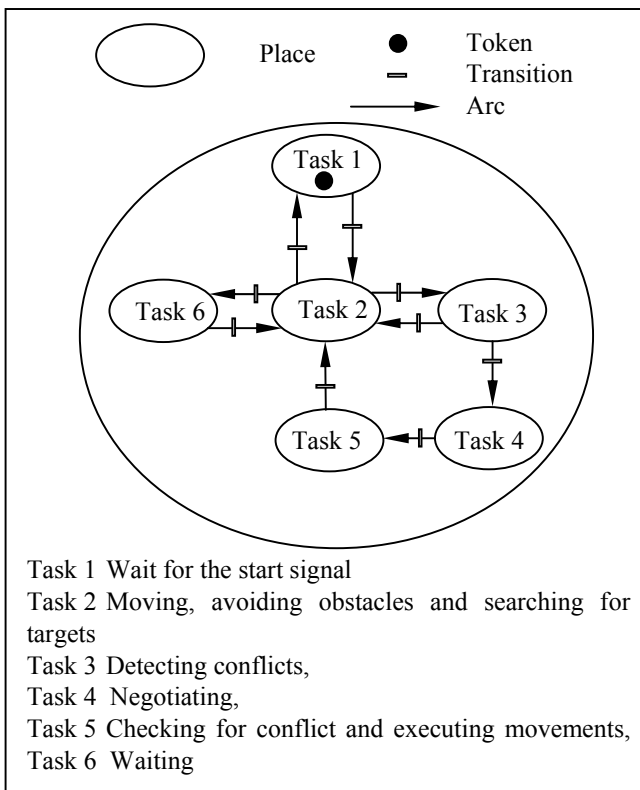 Place
Token
Transition
Arc
Task 1
Task 6
Task 2
Task 3
Task 5
Task 4
Task 1 Wait for the start signal
Task 2 Moving, avoiding obstacles and searching for
targets
Task 3 Detecting conflicts,
Task 4 Negotiating,
Task 5 Checking for conflict and executing movements,
Task 6 Waiting